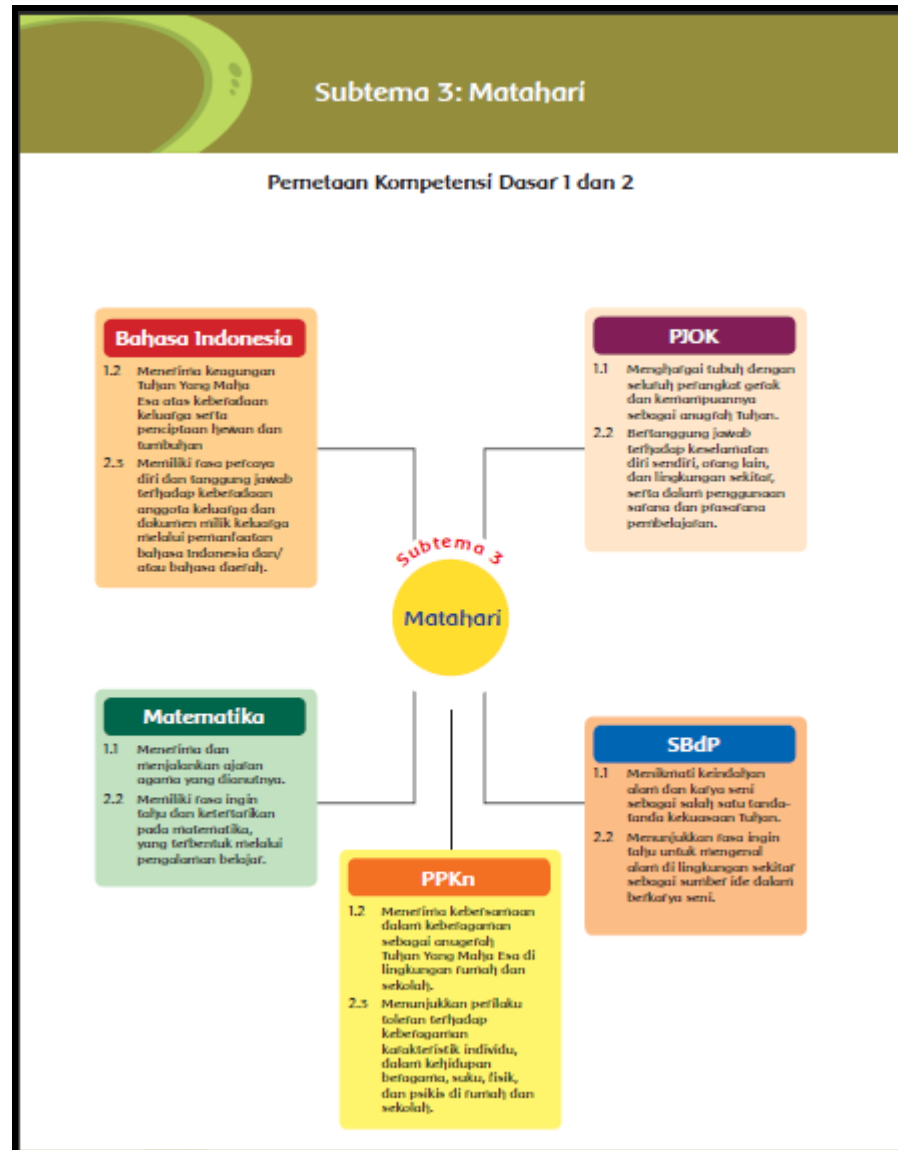 Subtema 3: Matahari
Pemetaan Kompetensi Dasar 1 dan 2
Bahasa Indonesia
1.2 Menerima keagungan
Tuhan Yang Maha
Esa atas keberadaan
keluarga serta
penciptaan hewan dan
tumbuhan
2.3 Memiliki rasa percaya
diri dan tanggung jawab
terhadap keberadaan
anggota keluarga dan
dokumen milik keluarga
melalui pemanfaatan
bahasa Indonesia dan/
atau bahasa daerah.
PJOK
1.1 Menghargai tubuh dengan
seluruh perangkat gerak
dan kemampuannya
sebagai anugrah Tuhan.
2.2 Bertanggung jawab
terhadap keselamatan
diri sendiri, orang lain,
dan lingkungan sekitar,
serta dalam penggunaan
sarana dan prasarana
pembelajaran.
Subtema 3
Matahari
Matematika
1.1 Menerima dan
menjalankan ajaran
agama yang dianutnya.
2.2 Memiliki rasa ingin
tahu dan ketertarikan
pada matematika,
yang terbentuk melalui
pengalaman belajar.
SBdP
1.1 Menikmati keindahan
alam dan karya seni
sebagai salah satu tanda-
tanda kekuasaan Tuhan.
2.2 Menunjukkan rasa ingin
tahu untuk mengenal
alam di lingkungan sekitar
sebagai sumber ide dalam
berkarya seni.
PPKn
1.2 Menerima kebersamaan
dalam keberagaman
sebagai anugerah
Tuhan Yang Maha Esa di
lingkungan rumah dan
sekolah.
2.3 Menunjukkan perilaku
toleran terhadap
keberagaman
karakteristik individu,
dalam kehidupan
beragama, suku, fisik,
dan psikis di rumah dan
sekolah.